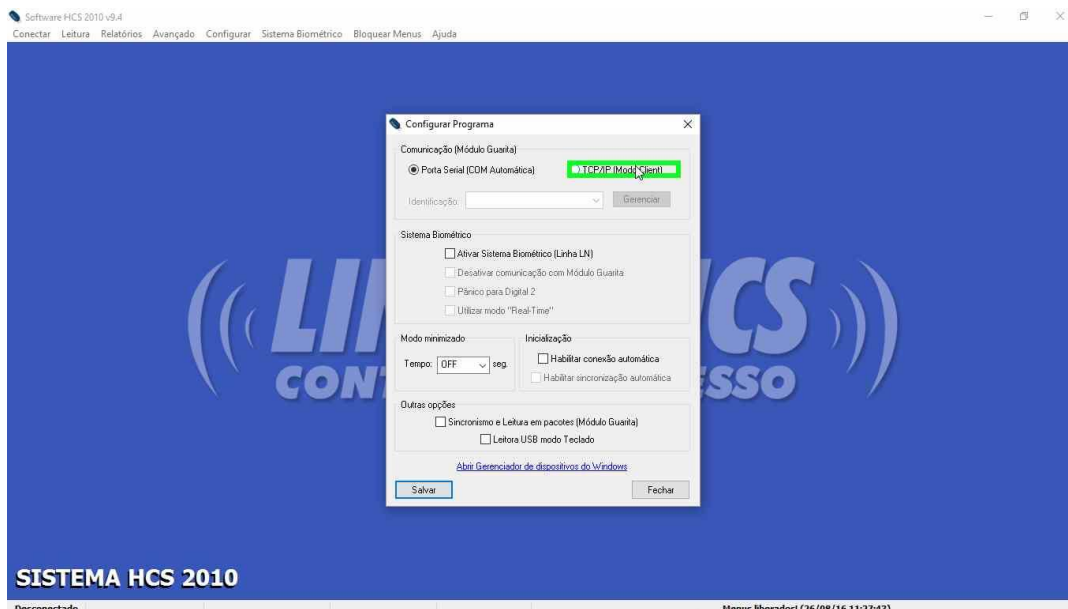 Software HCS 2010 v9.4
Conectar Leitura Relatórios Avançado Configurar Sistema Biométrico Bloquear Menus Ajuda
Configurar Programa
Comunicação (Módulo Guarita)
Porta Serial (COM Automática) TCP/IP (Modo Client)
Identificação: Gerenciar
Sistema Biométrico
Ativar Sistema Biométrico (Linha LN)
Desativar comunicação com Módulo Guarita
Pânico para Digital 2
Utilizar modo "Real-Time"
Modo minimizado Inicialização
Tempo: OFF seg. Habilitar conexão automática
Habilitar sincronização automática
Outras opções
Sincronismo e Leitura em pacotes (Módulo Guarita)
Leitora USB modo Teclado
Abrir Gerenciador de dispositivos do Windows
Salvar Fechar
HCS
SISTEMA HCS 2010
Desconectado Menus liberados! (26/08/16 11:27:42)